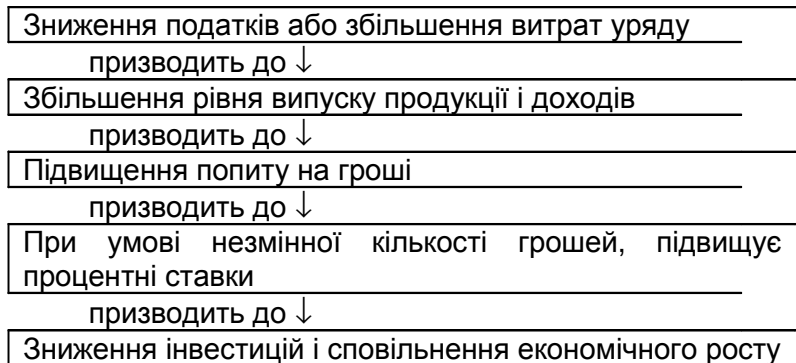 Зниження податків або збільшення витрат уряду
призводить до ↓
Збільшення рівня випуску продукції і доходів
призводить до ↓
Підвищення попиту на гроші
призводить до ↓
При умові незмінної кількості грошей, підвищує
процентні ставки
призводить до ↓
Зниження інвестицій і сповільнення економічного росту